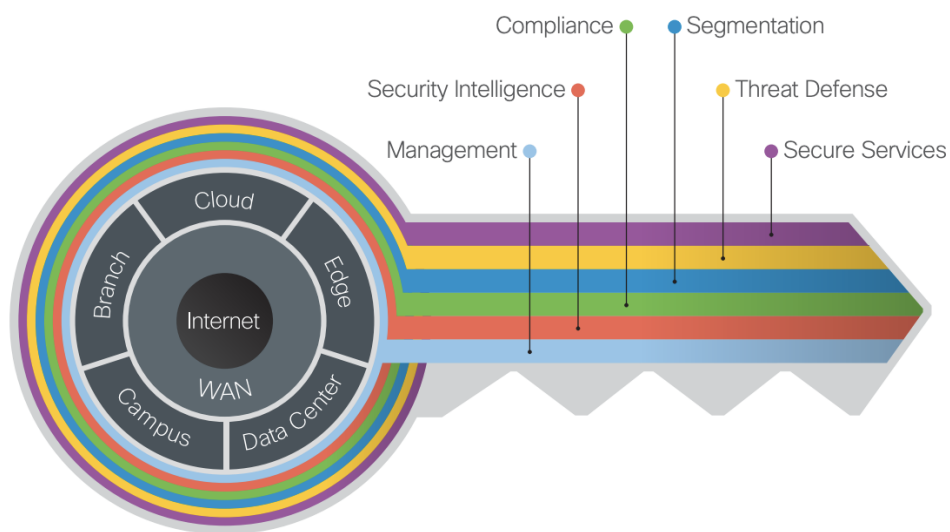 Compliance
Segmentation
Security Intelligence
Threat Defense
Management
Secure Services
Cloud
Branch
Edge
Internet
WAN
Campus
Data Center